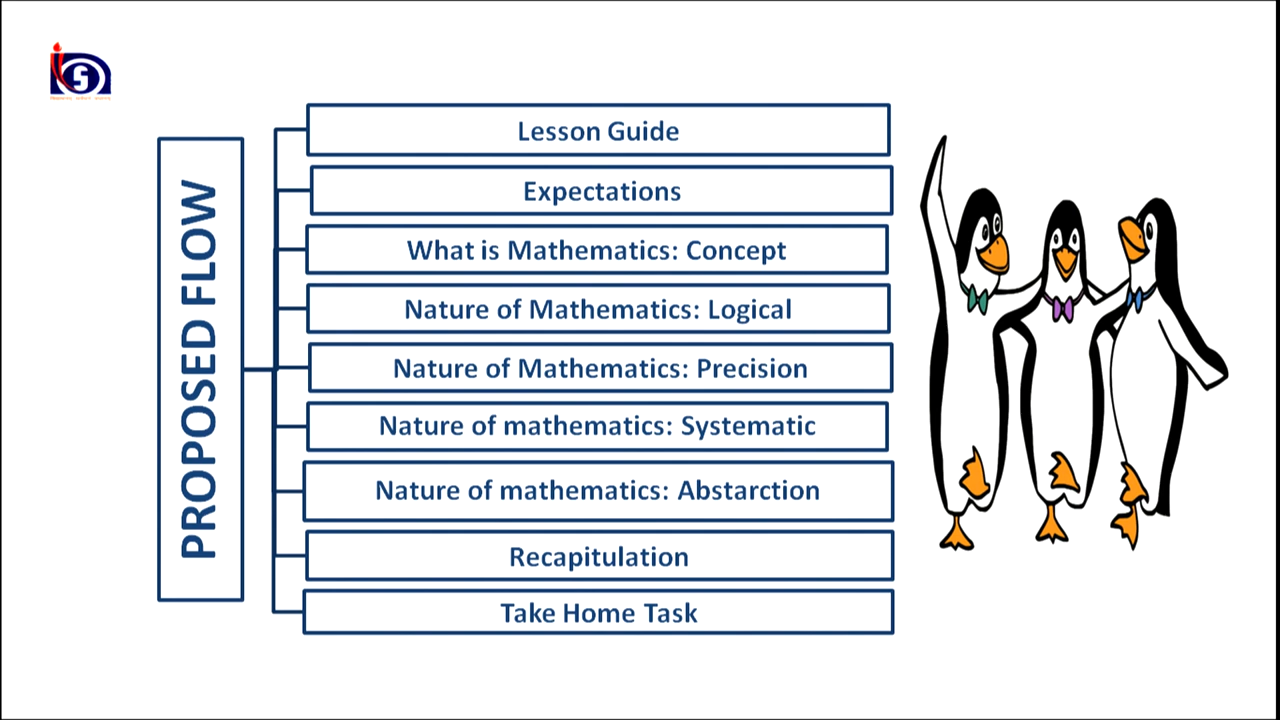 PROPOSED FLOW
Lesson Guide
Expectations
What is Mathematics: Concept
Nature of Mathematics: Logical
Nature of Mathematics: Precision
Nature of mathematics: Systematic
Nature of mathematics: Abstarction
Recapitulation
Take Home Task